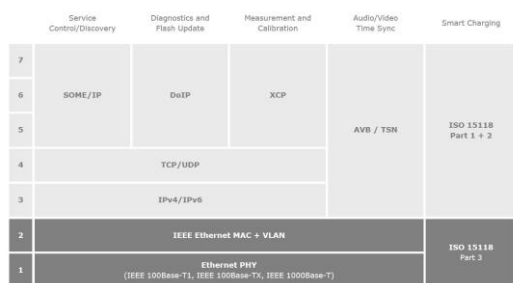 Service
Control/Discovery
Diagnostics and
Flash Update
Measurement and
Calibration
Audio/Video
Time Sync
Smart Charging
7
6
5
SOME/IP
DoIP
XCP
AVB / TSN
ISO 15118
Part 1 + 2
4
TCP/UDP
3
IPv4/IPv6
2
IEEE Ethernet MAC + VLAN
ISO 15118
Part 3
1
Ethernet PHY
(IEEE 100Base-T1, IEEE 100Base-TX, IEEE 1000Base-T)